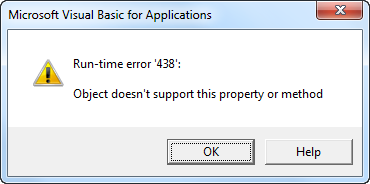 Microsoft Visual Basic for Applications
Run-time error '438':
Object doesn't support this property or method
OK
Help